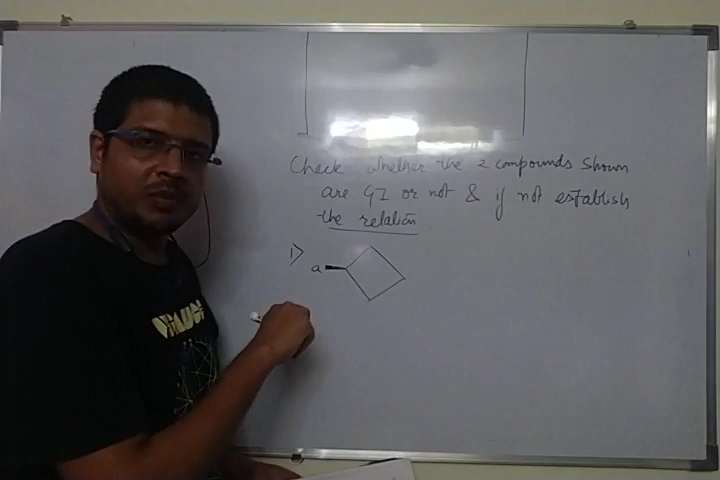 Check whether the 2 compounds shown
are GI or not & if not establish
the relation
1>
a